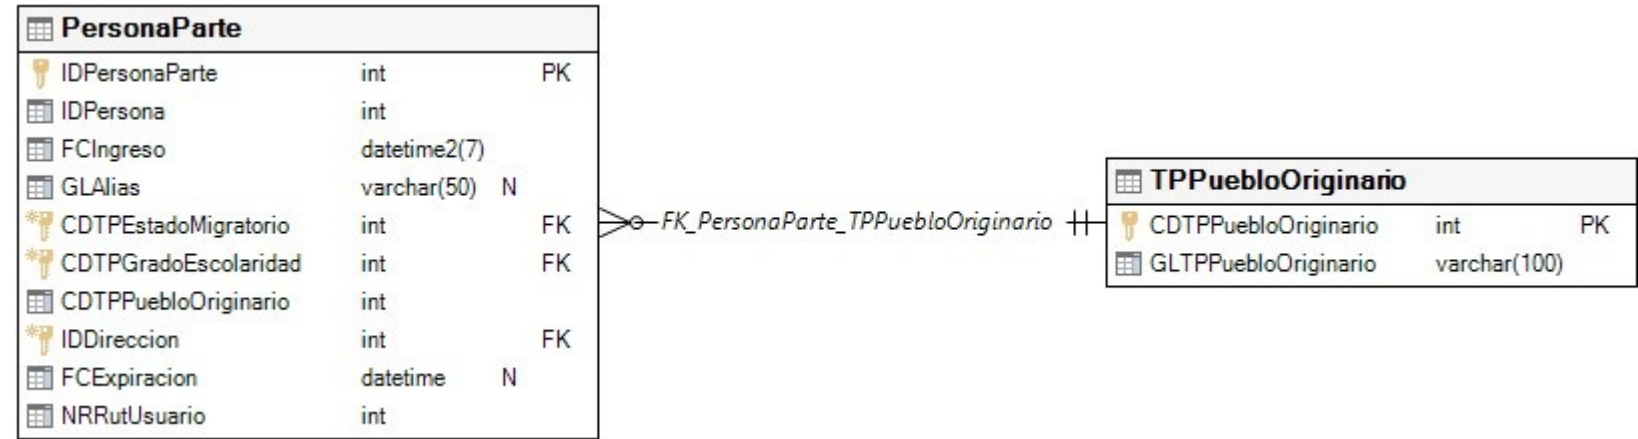 PersonaParte
IDPersonaParte int PK
IDPersona int
FCIngreso datetime2(7)
GLAlias varchar(50) N
CDTPEstadoMigratorio int FK
CDTPGradoEscolaridad int FK
CDTPPuebloOriginario int
IDDireccion int FK
FCExpiracion datetime N
NRRutUsuario int
FK_PersonaParte_TPPuebloOriginario
TPPuebloOriginario
CDTPPuebloOriginario int PK
GLTPPuebloOriginario varchar(100)